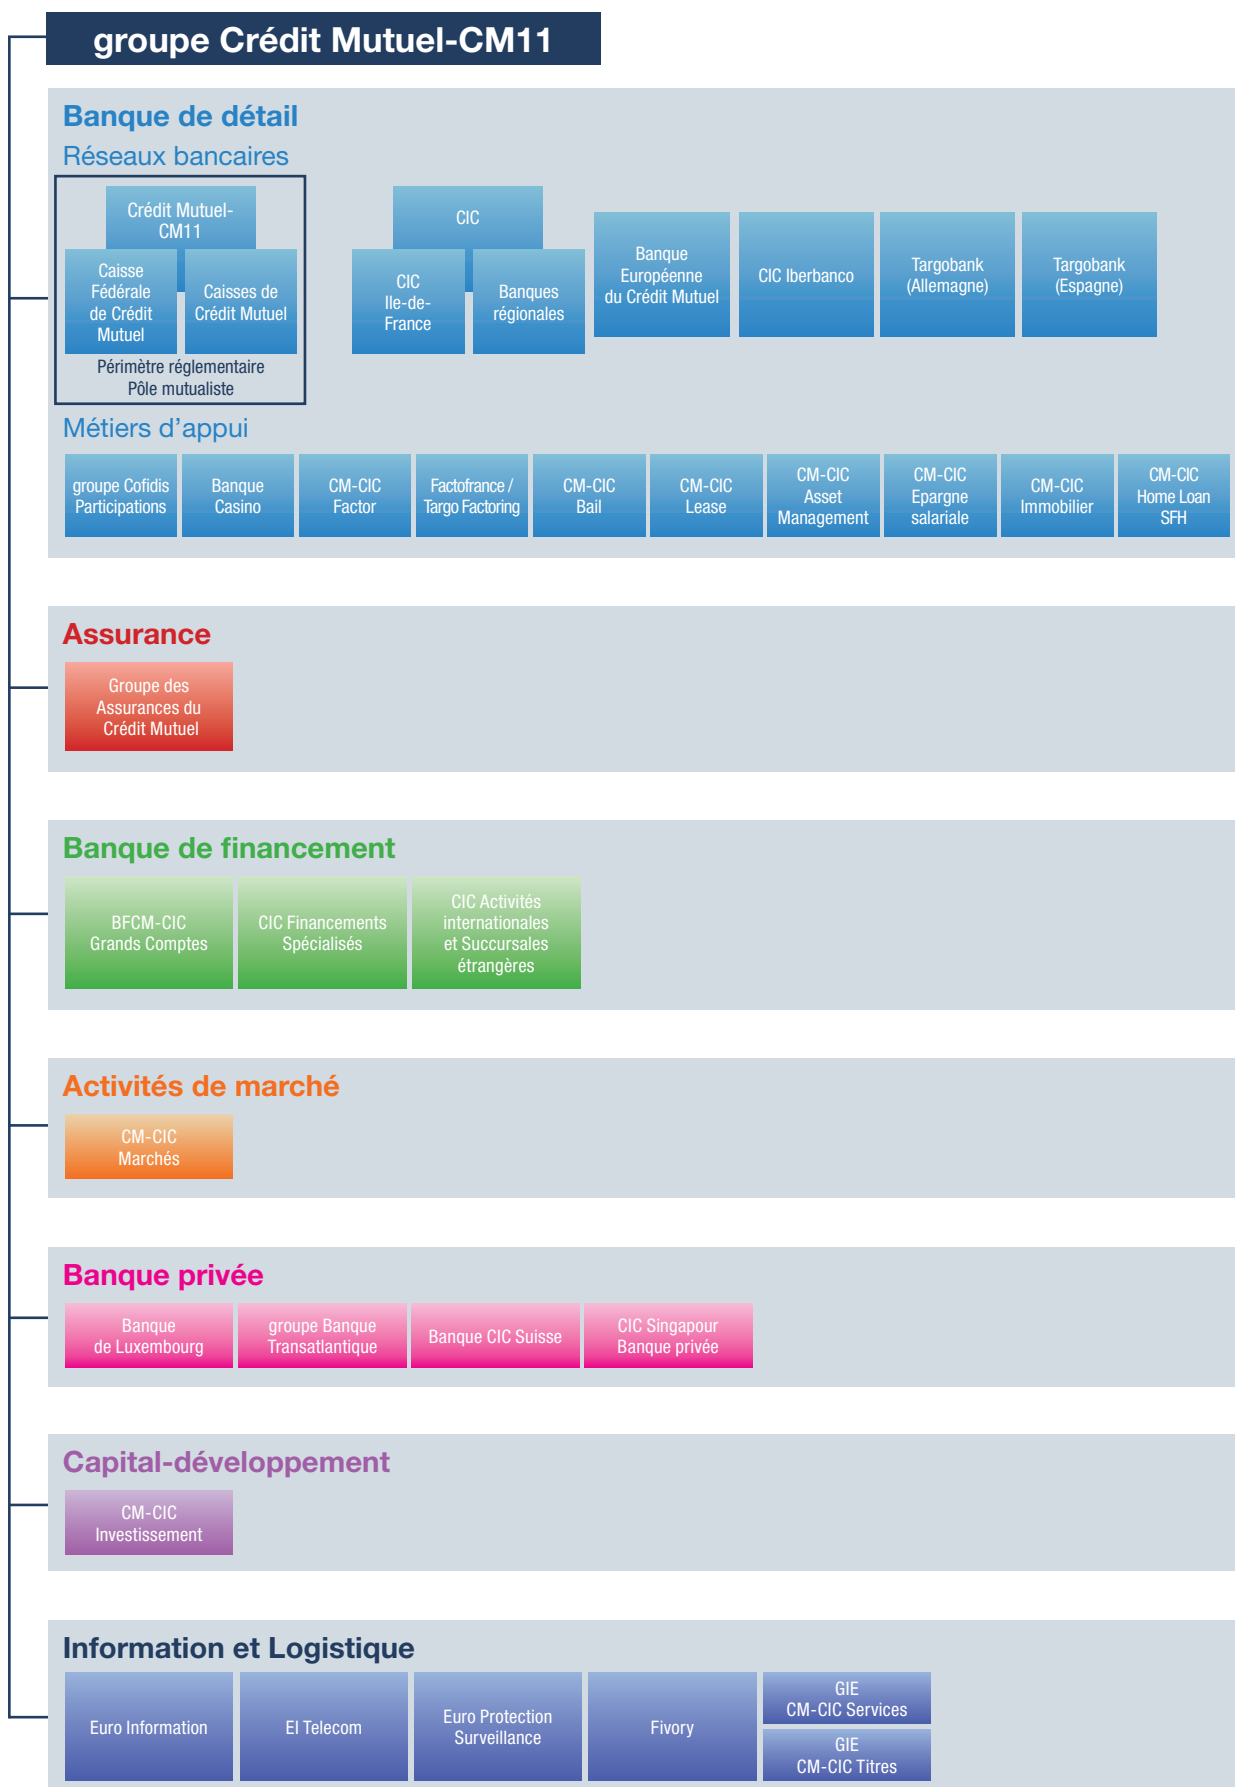 groupe Crédit Mutuel-CM11
Banque de détail
Réseaux bancaires
Crédit Mutuel-
CM11
Caisse
Fédérale
de Crédit
Mutuel
Caisses de
Crédit Mutuel
Périmètre réglementaire
Pôle mutualiste
CIC
CIC
Ile-de-
France
Banques
régionales
Banque
Européenne
du Crédit Mutuel
CIC Iberbanco
Targobank
(Allemagne)
Targobank
(Espagne)
Métiers d’appui
groupe Cofidis
Participations
Banque
Casino
CM-CIC
Factor
Factofrance /
Targo Factoring
CM-CIC
Bail
CM-CIC
Lease
CM-CIC
Asset
Management
CM-CIC
Epargne
salariale
CM-CIC
Immobilier
CM-CIC
Home Loan
SFH
Assurance
Groupe des
Assurances du
Crédit Mutuel
Banque de financement
BFCM-CIC
Grands Comptes
CIC Financements
Spécialisés
CIC Activités
internationales
et Succursales
étrangères
Activités de marché
CM-CIC
Marchés
Banque privée
Banque
de Luxembourg
groupe Banque
Transatlantique
Banque CIC Suisse
CIC Singapour
Banque privée
Capital-développement
CM-CIC
Investissement
Information et Logistique
Euro Information
EI Telecom
Euro Protection
Surveillance
Fivory
GIE
CM-CIC Services
GIE
CM-CIC Titres